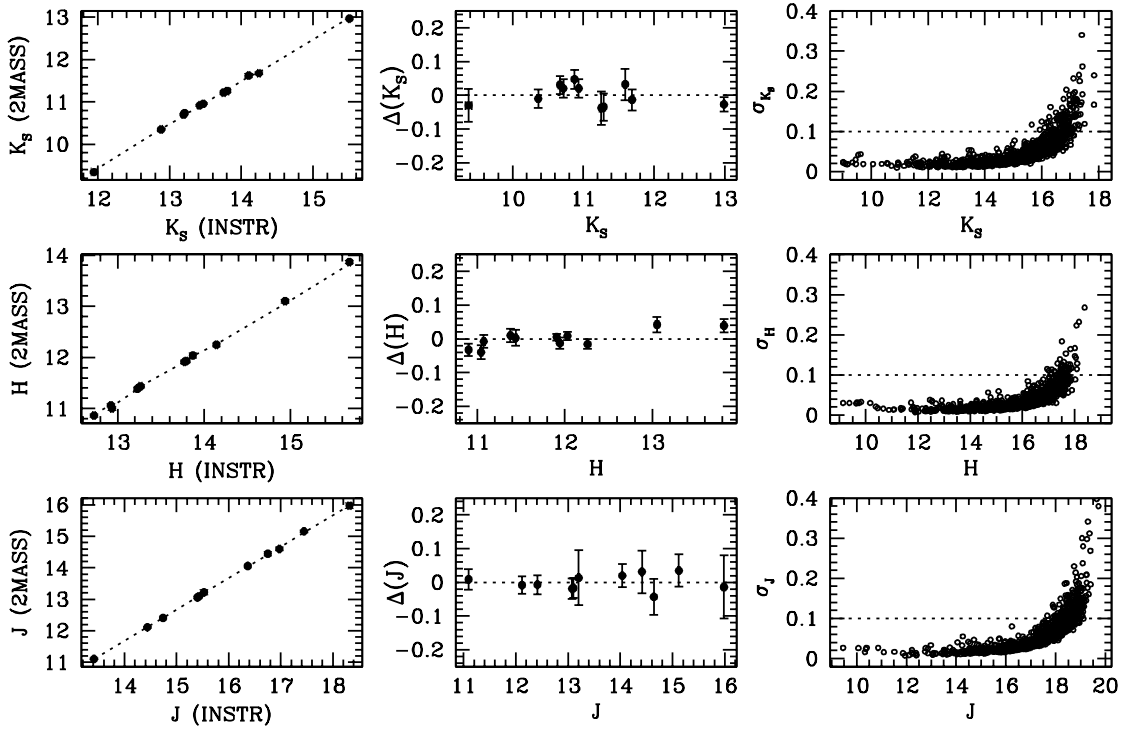 13
12
11
10
K_S (2MASS)
12 13 14 15
K_S (INSTR)
0.2
0.1
0
−0.1
−0.2
Δ(K_S)
10 11 12 13
K_S
0.4
0.3
0.2
0.1
0
σ_{K_S}
10 12 14 16 18
K_S
14
13
12
11
H (2MASS)
13 14 15
H (INSTR)
0.2
0.1
0
−0.1
−0.2
Δ(H)
11 12 13
H
0.4
0.3
0.2
0.1
0
σ_H
10 12 14 16 18
H
16
15
14
13
12
11
J (2MASS)
14 15 16 17 18
J (INSTR)
0.2
0.1
0
−0.1
−0.2
Δ(J)
11 12 13 14 15 16
J
0.4
0.3
0.2
0.1
0
σ_J
10 12 14 16 18 20
J